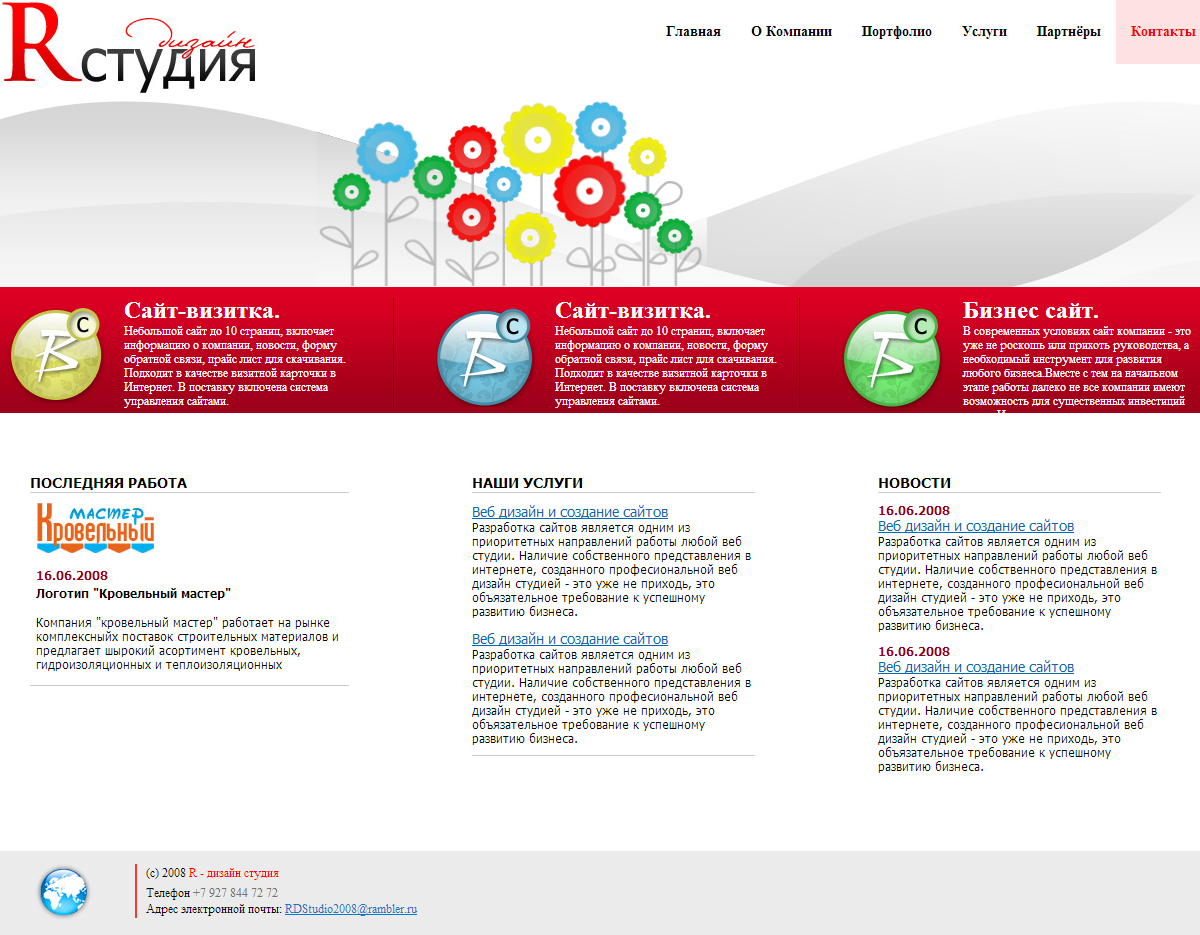 R дизайн
студия
Главная О Компании Портфолио Услуги Партнёры Контакты
С
Сайт-визитка.
Небольшой сайт до 10 страниц, включает
информацию о компании, новости, форму
обратной связи, прайс лист для скачивания.
Подходит в качестве визитной карточки в
Интернет. В поставку включена система
управления сайтами.
С
Сайт-визитка.
Небольшой сайт до 10 страниц, включает
информацию о компании, новости, форму
обратной связи, прайс лист для скачивания.
Подходит в качестве визитной карточки в
Интернет. В поставку включена система
управления сайтами.
С
Бизнес сайт.
В современных условиях сайт компании - это
уже не роскошь или прихоть руководства, а
необходимый инструмент для развития
любого бизнеса.Вместе с тем на начальном
этапе работы далеко не все компании имеют
возможность для существенных инвестиций
ПОСЛЕДНЯЯ РАБОТА
МАСТЕР
Кровельный
16.06.2008
Логотип "Кровельный мастер"
Компания "кровельный мастер" работает на рынке
комплексныйх поставок строительных материалов и
предлагает шырокий асортимент кровельных,
гидроизоляционных и теплоизоляционных
НАШИ УСЛУГИ
Веб дизайн и создание сайтов
Разработка сайтов является одним из
приоритетных направлений работы любой веб
студии. Наличие собственного представления в
интернете, созданного професиональной веб
дизайн студией - это уже не приходь, это
объязательное требование к успешному
развитию бизнеса.
Веб дизайн и создание сайтов
Разработка сайтов является одним из
приоритетных направлений работы любой веб
студии. Наличие собственного представления в
интернете, созданного професиональной веб
дизайн студией - это уже не приходь, это
объязательное требование к успешному
развитию бизнеса.
НОВОСТИ
16.06.2008
Веб дизайн и создание сайтов
Разработка сайтов является одним из
приоритетных направлений работы любой веб
студии. Наличие собственного представления в
интернете, созданного професиональной веб
дизайн студией - это уже не приходь, это
объязательное требование к успешному
развитию бизнеса.
16.06.2008
Веб дизайн и создание сайтов
Разработка сайтов является одним из
приоритетных направлений работы любой веб
студии. Наличие собственного представления в
интернете, созданного професиональной веб
дизайн студией - это уже не приходь, это
объязательное требование к успешному
развитию бизнеса.
(c) 2008 R - дизайн студия
Телефон +7 927 844 72 72
Адрес электронной почты: RDStudio2008@rambler.ru